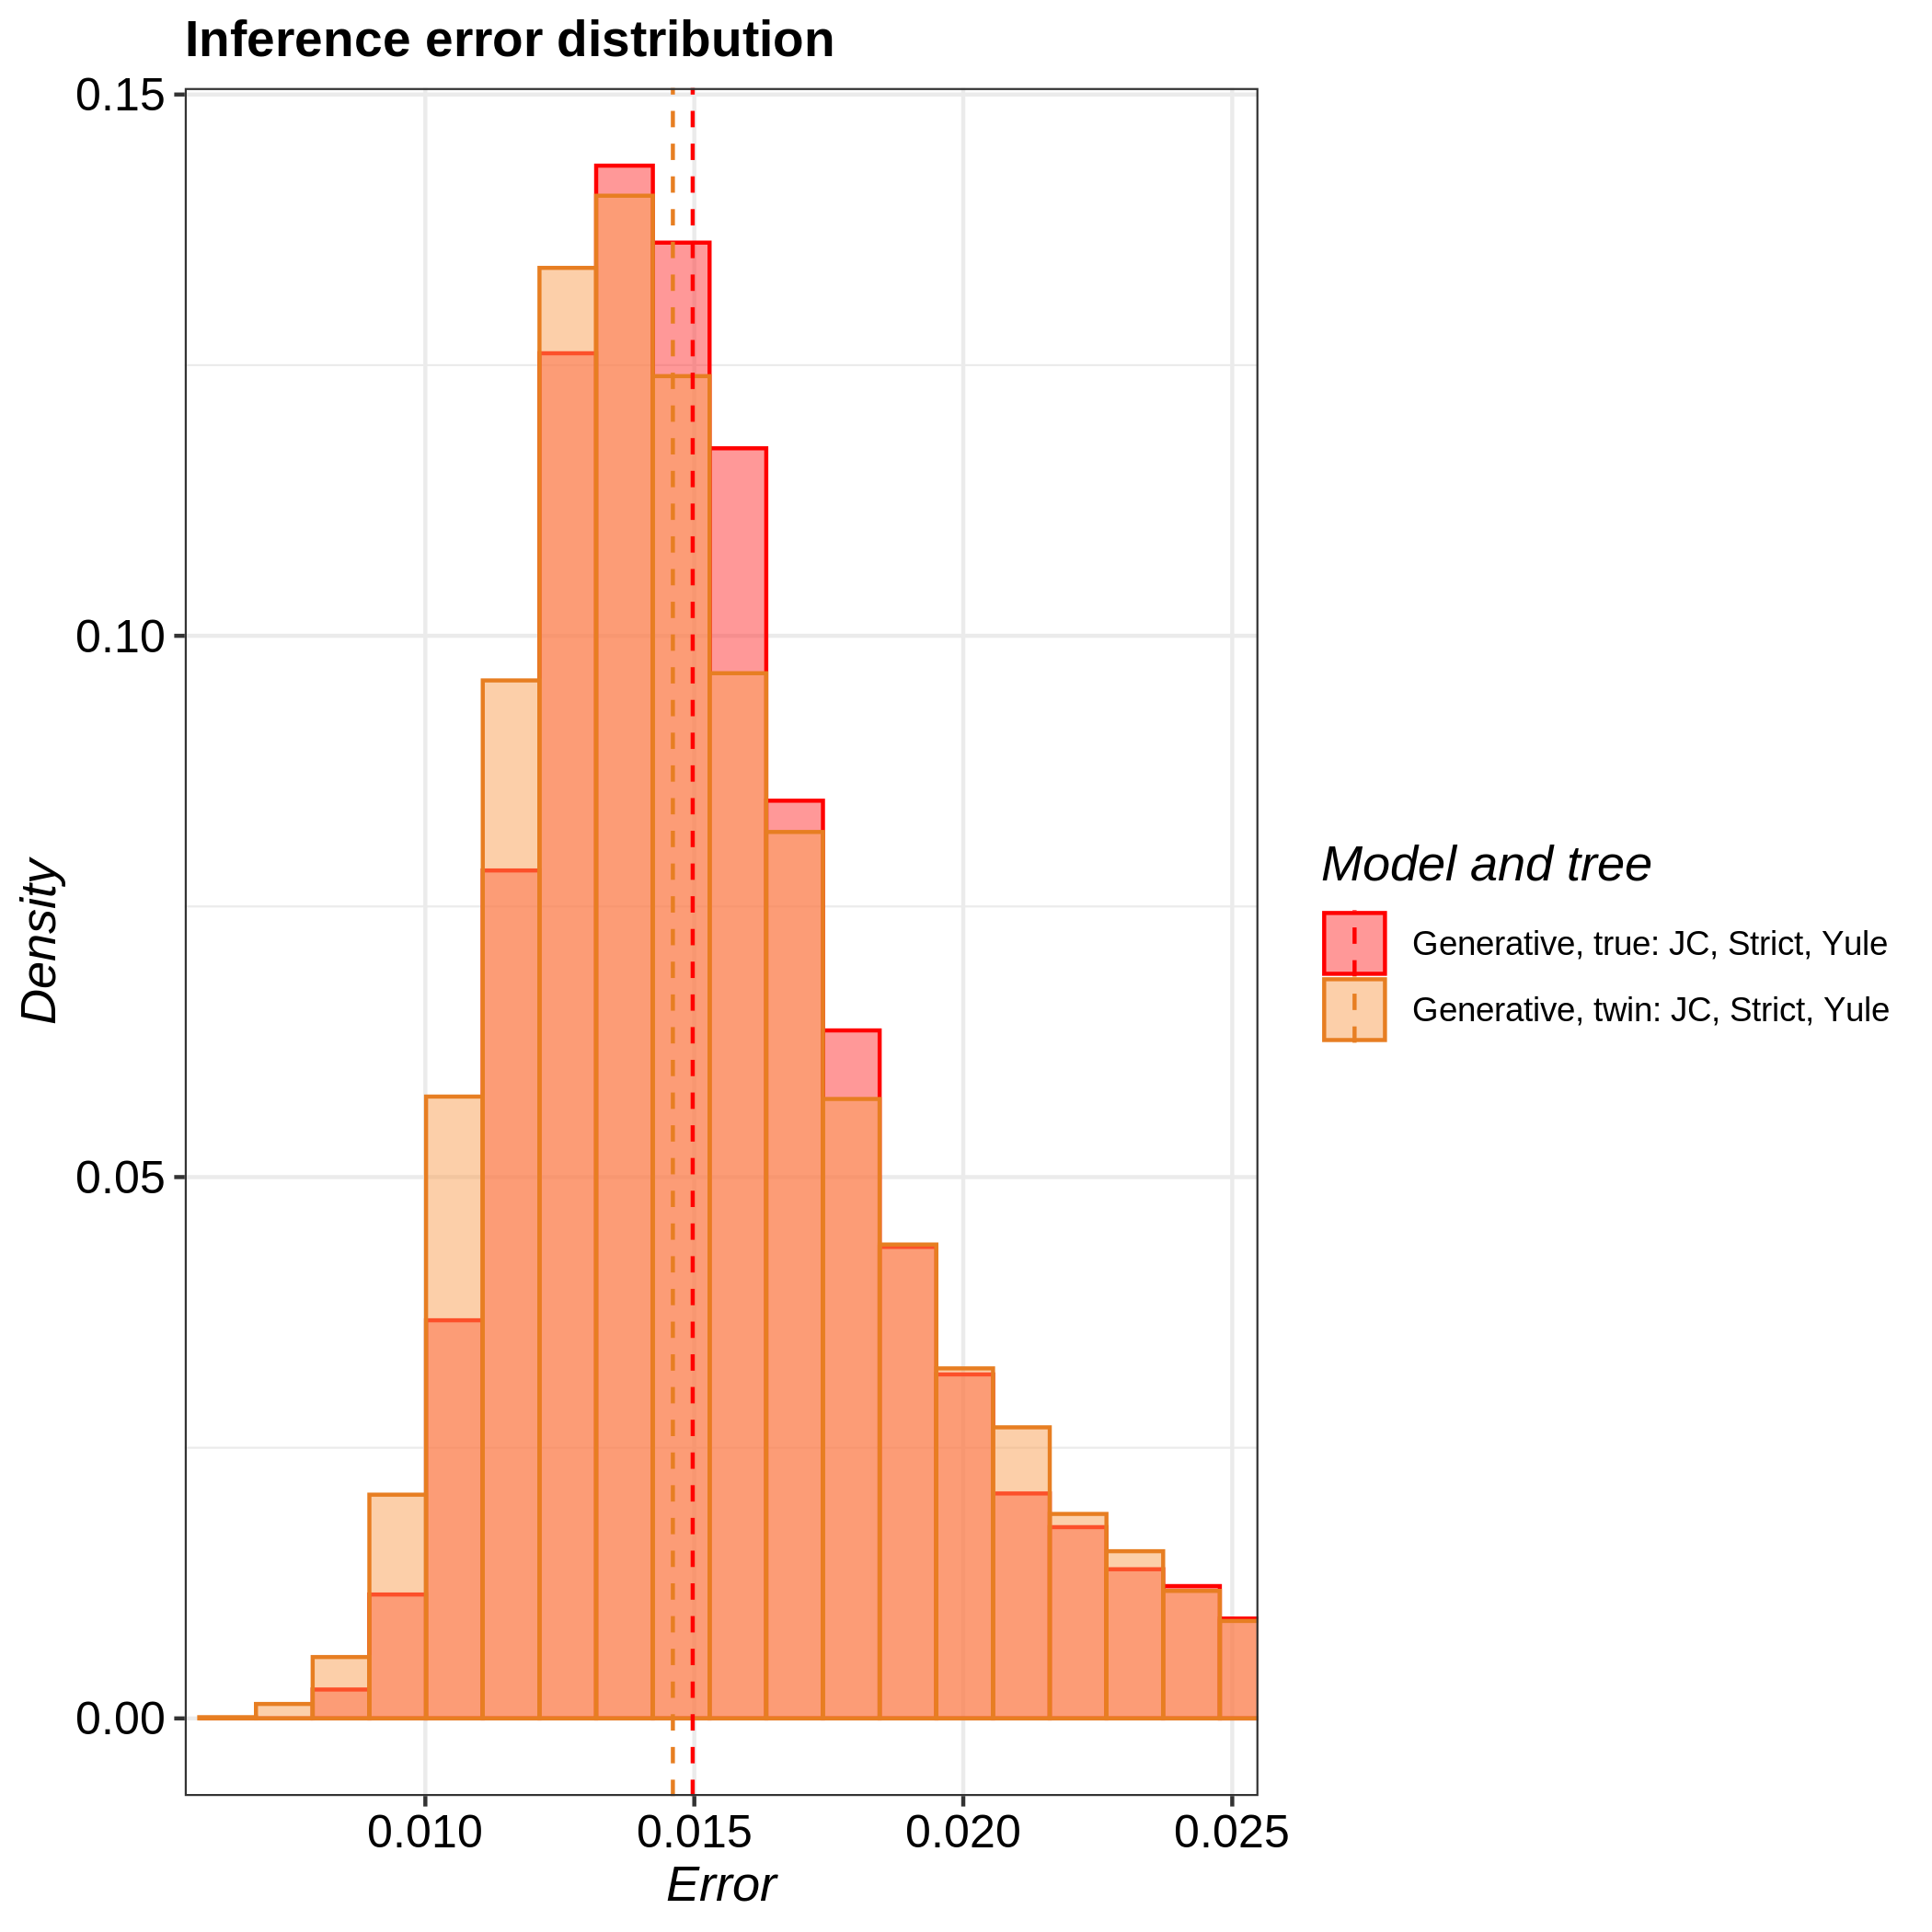 Inference error distribution
0.15
0.10
0.05
0.00
Density
0.010
0.015
0.020
0.025
Error
Model and tree
Generative, true: JC, Strict, Yule
Generative, twin: JC, Strict, Yule